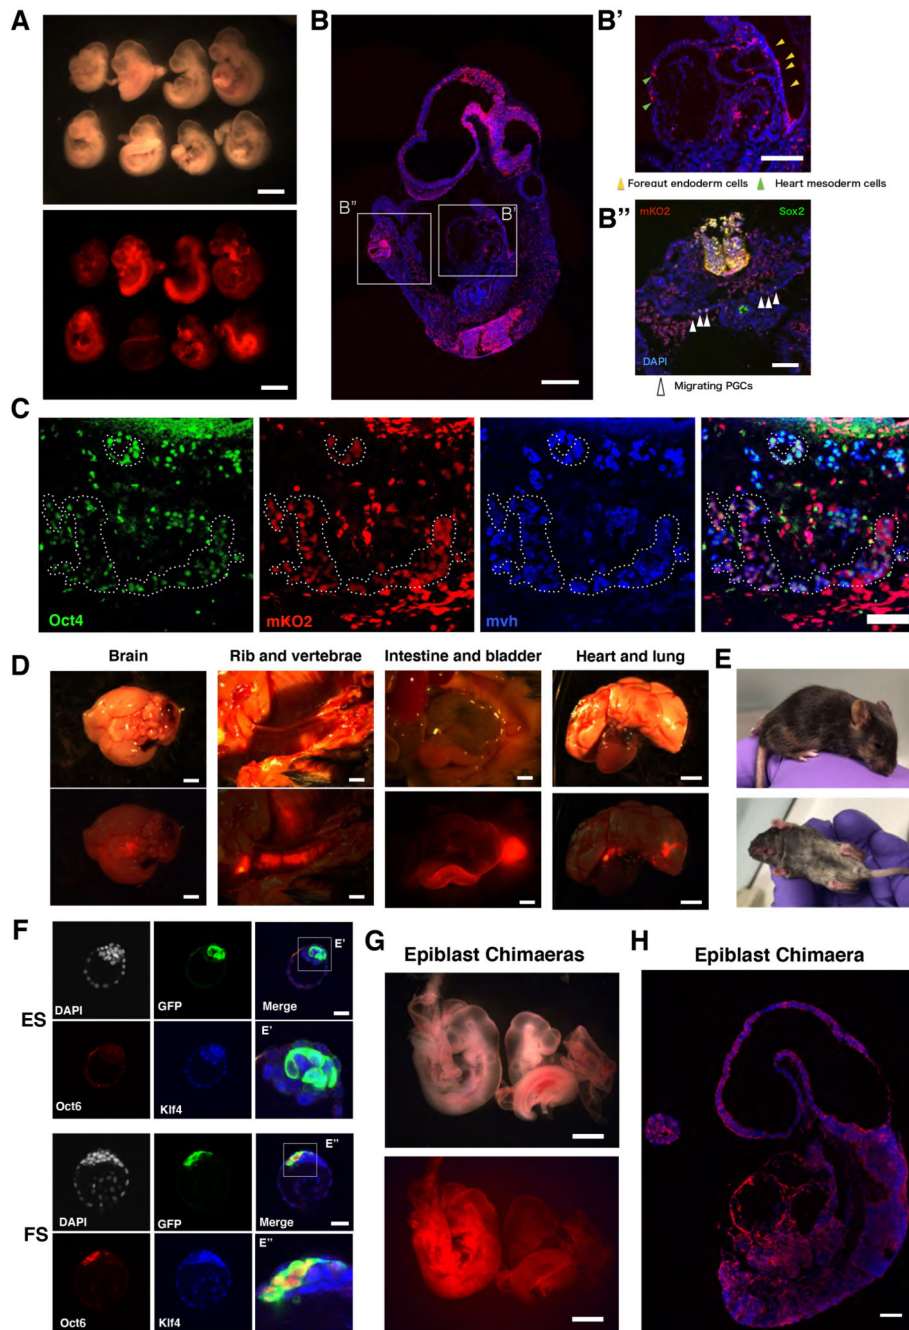 A
B
B'
B"
B'
Foregut endoderm cells
Heart mesoderm cells
B"
mKO2
Sox2
DAPI
Migrating PGCs
C
Oct4
mKO2
mvh
D
Brain
Rib and vertebrae
Intestine and bladder
Heart and lung
E
F
ES
DAPI
GFP
Merge
E'
Oct6
Klf4
E'
FS
DAPI
GFP
Merge
E"
Oct6
Klf4
E"
G
Epiblast Chimaeras
H
Epiblast Chimaera